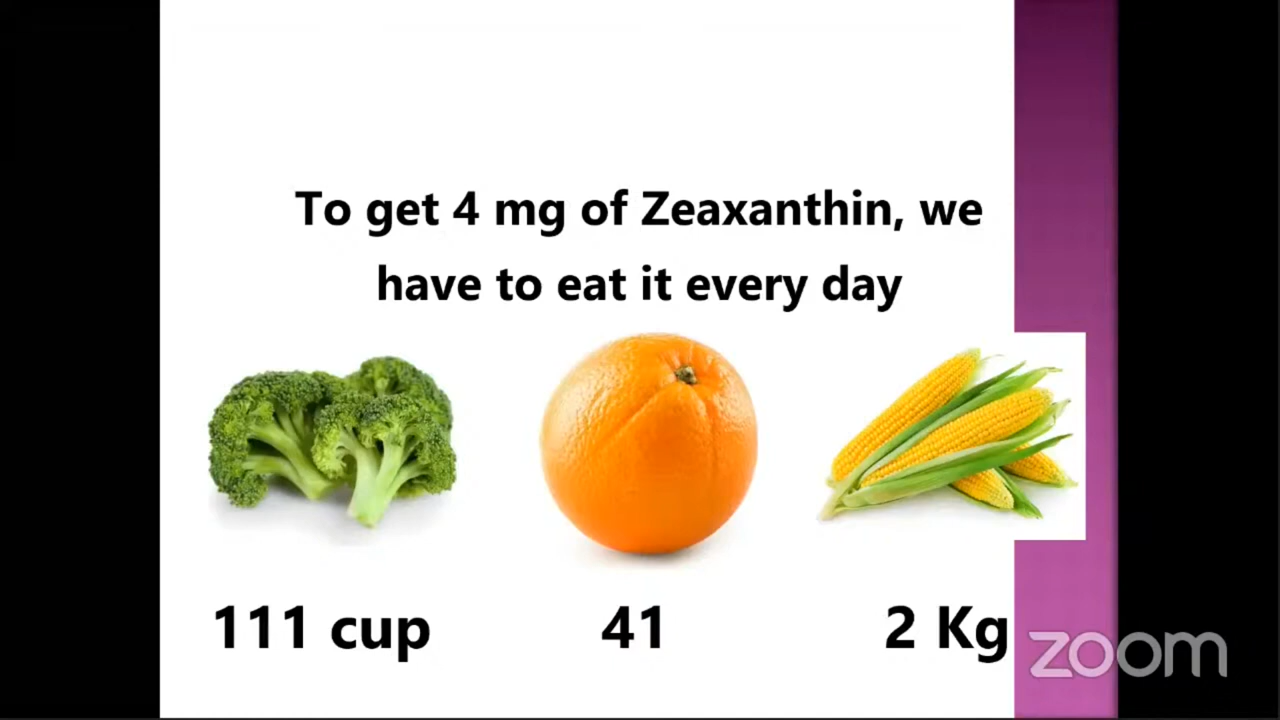 To get 4 mg of Zeaxanthin, we
have to eat it every day
111 cup
41
2 Kg
zoom